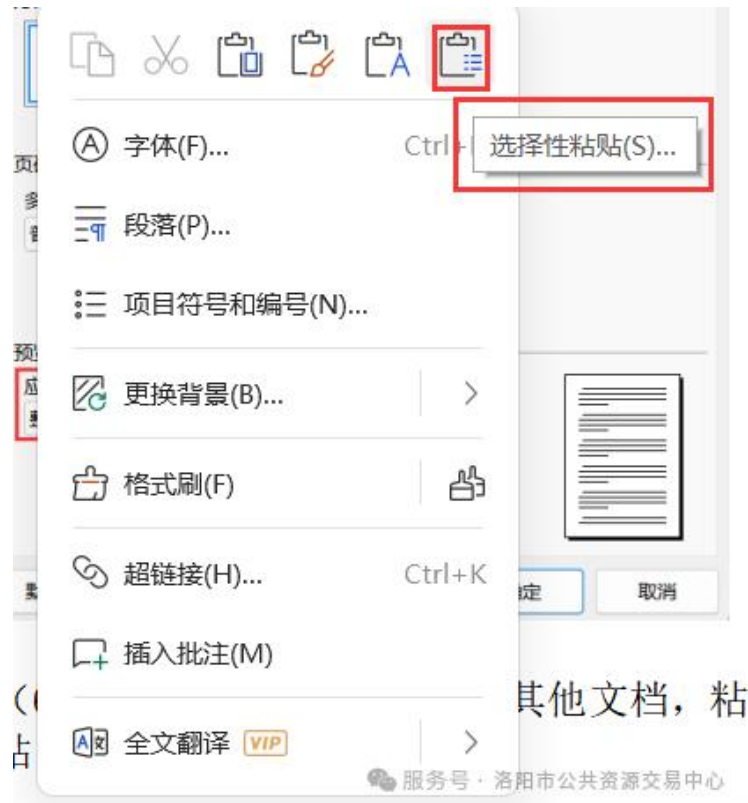 字体(F)...
选择性粘贴(S)...
段落(P)...
项目符号和编号(N)...
更换背景(B)...
格式刷(F)
超链接(H)... Ctrl+K
取消
插入批注(M)
其他文档，粘
全文翻译 VIP
服务号 · 洛阳市公共资源交易中心